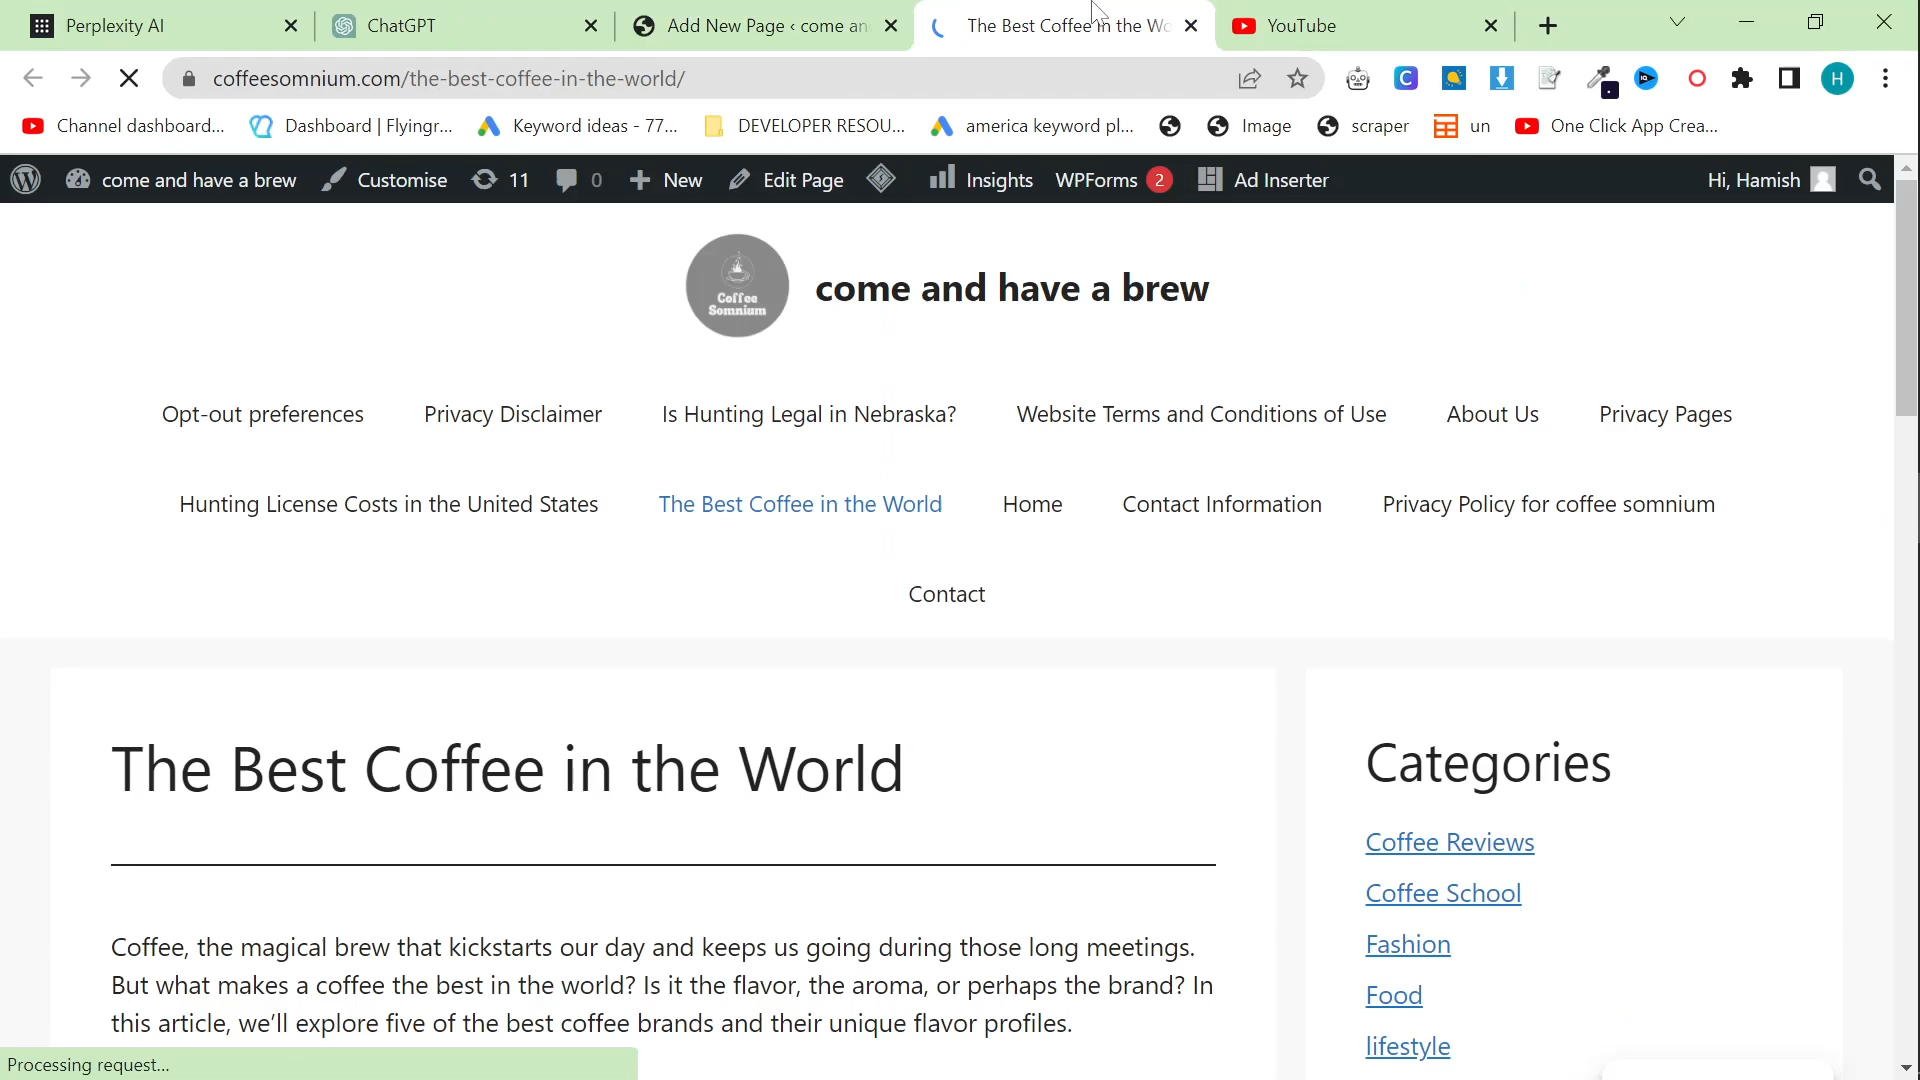 Perplexity AI
ChatGPT
Add New Page ‹ come an
The Best Coffee in the Wo
YouTube
coffeesomnium.com/the-best-coffee-in-the-world/
H
Channel dashboard...
Dashboard | Flyingr...
Keyword ideas - 77...
DEVELOPER RESOU...
america keyword pl...
Image
scraper
un
One Click App Crea...
come and have a brew
Customise
11
0
New
Edit Page
Insights
WPForms 2
Ad Inserter
Hi, Hamish
Coffee
Somnium
come and have a brew
Opt-out preferences
Privacy Disclaimer
Is Hunting Legal in Nebraska?
Website Terms and Conditions of Use
About Us
Privacy Pages
Hunting License Costs in the United States
The Best Coffee in the World
Home
Contact Information
Privacy Policy for coffee somnium
Contact
The Best Coffee in the World
Coffee, the magical brew that kickstarts our day and keeps us going during those long meetings.
But what makes a coffee the best in the world? Is it the flavor, the aroma, or perhaps the brand? In
this article, we’ll explore five of the best coffee brands and their unique flavor profiles.
Categories
Coffee Reviews
Coffee School
Fashion
Food
lifestyle
Processing request...